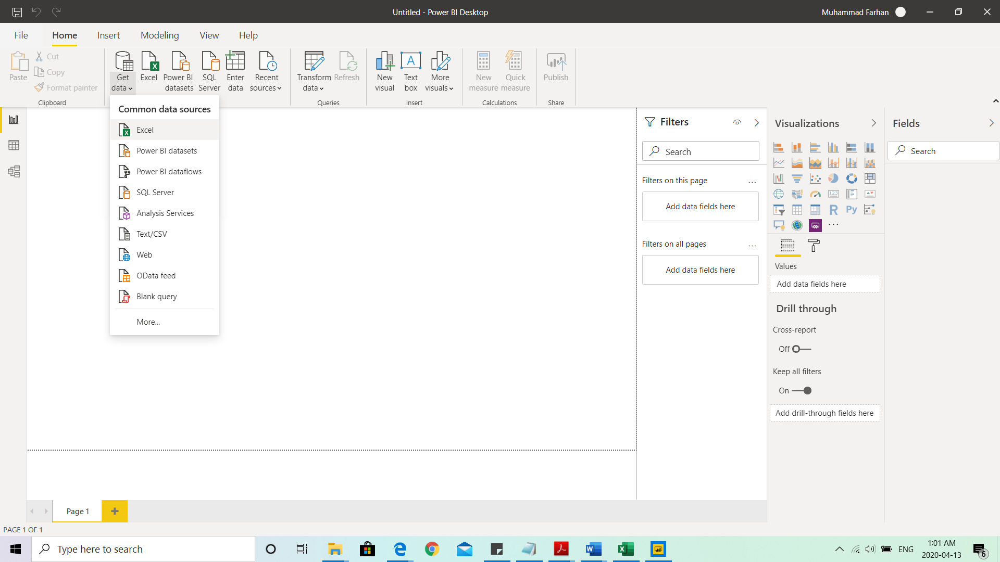 Untitled - Power BI Desktop
Muhammad Farhan
File Home Insert Modeling View Help
Paste
Cut
Copy
Format painter
Clipboard
Get data
Excel
Power BI datasets
SQL Server
Enter data
Recent sources
Transform data
Refresh
Queries
New visual
Text box
More visuals
Insert
New measure
Quick measure
Calculations
Publish
Share
Common data sources
Excel
Power BI datasets
Power BI dataflows
SQL Server
Analysis Services
Text/CSV
Web
OData feed
Blank query
More...
Filters
Search
Filters on this page ...
Add data fields here
Filters on all pages ...
Add data fields here
Visualizations
123
R Py
...
Values
Add data fields here
Drill through
Cross-report
Off
Keep all filters
On
Add drill-through fields here
Fields
Search
Page 1
PAGE 1 OF 1
Type here to search
ENG
1:01 AM
2020-04-13
6